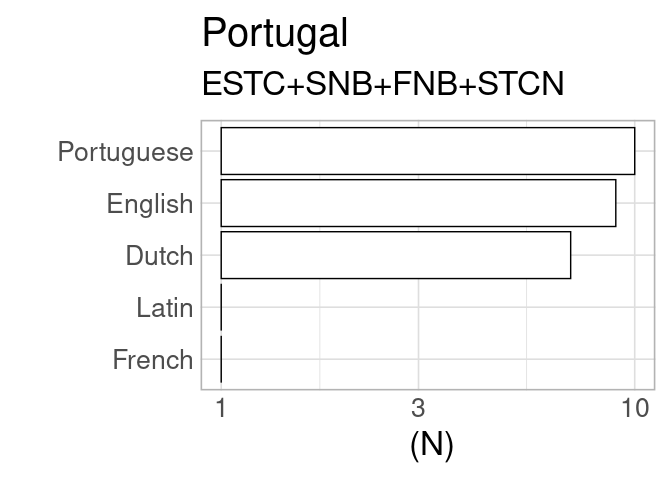 Portugal
ESTC+SNB+FNB+STCN
Portuguese
English
Dutch
Latin
French
1 3 10
(N)